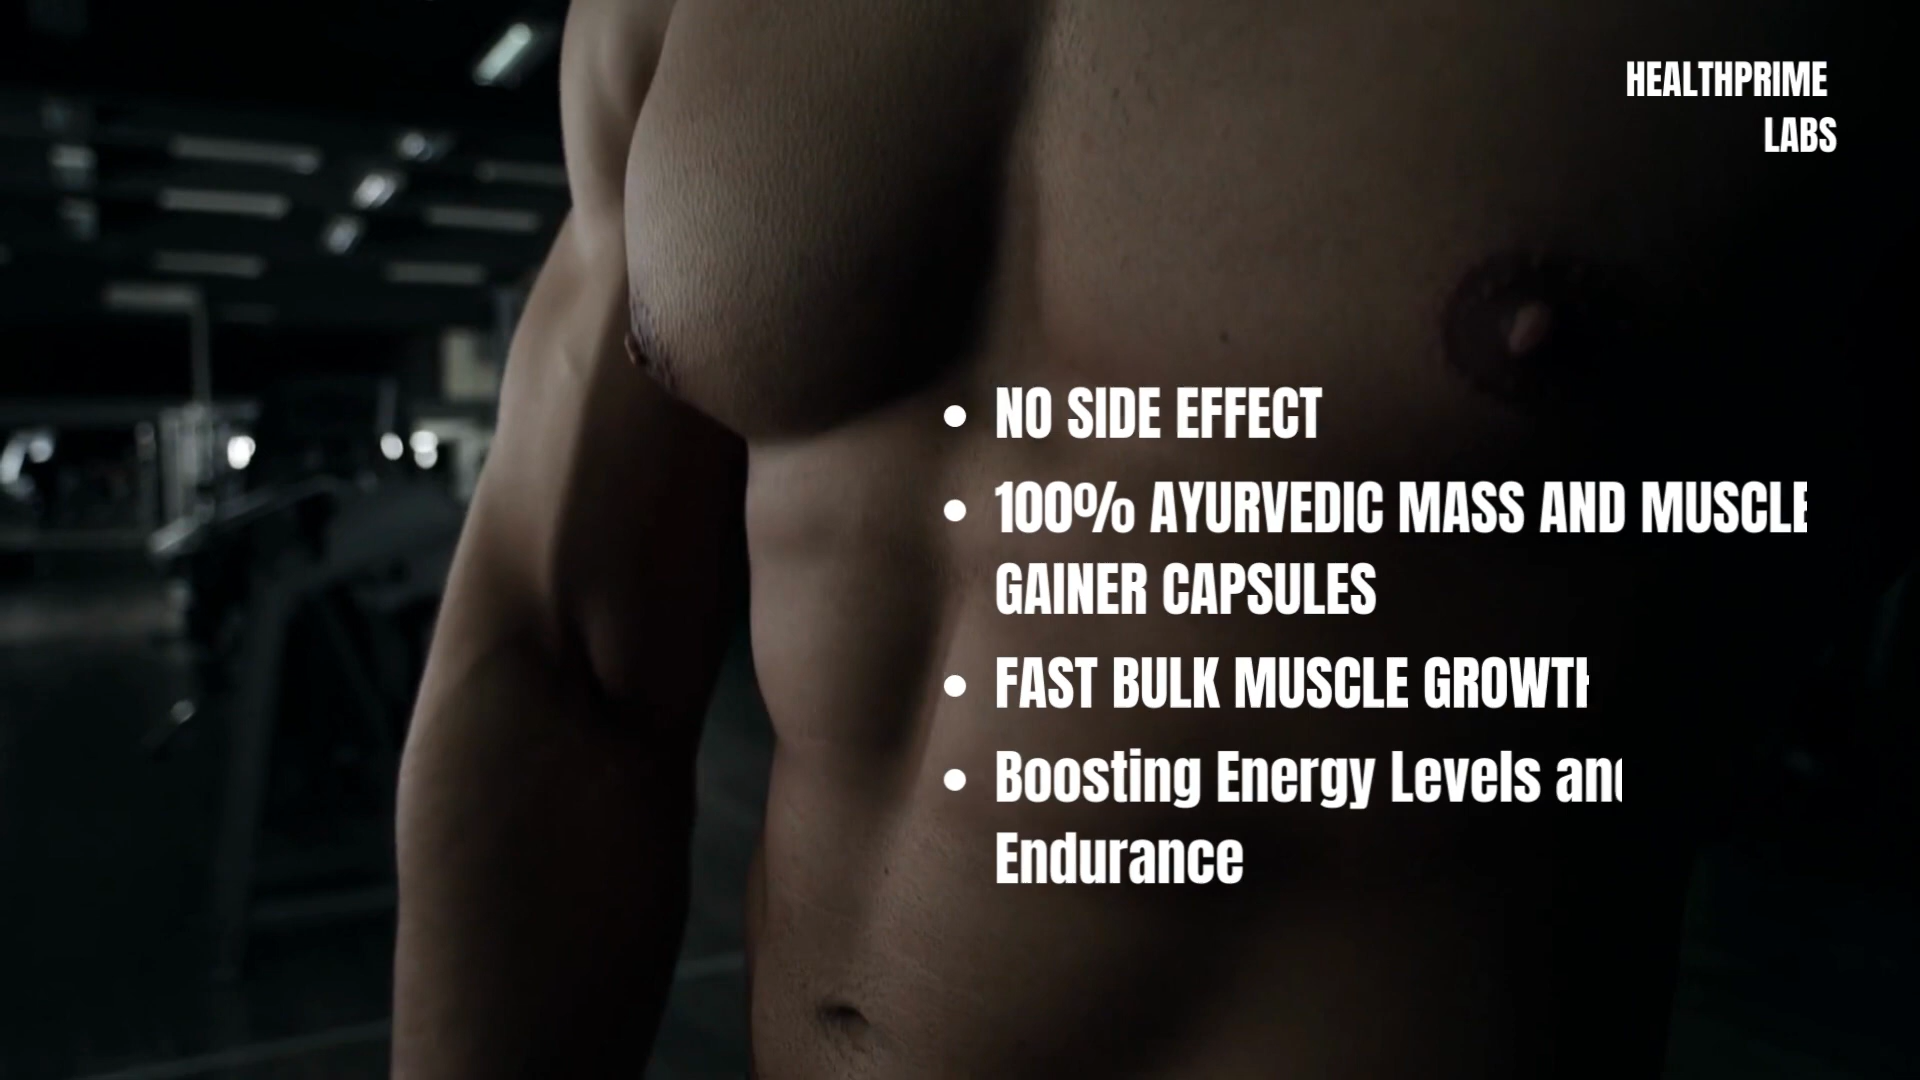 HEALTHPRIME
LABS
• NO SIDE EFFECT
• 100% AYURVEDIC MASS AND MUSCLE
GAINER CAPSULES
• FAST BULK MUSCLE GROWTH
• Boosting Energy Levels and
Endurance